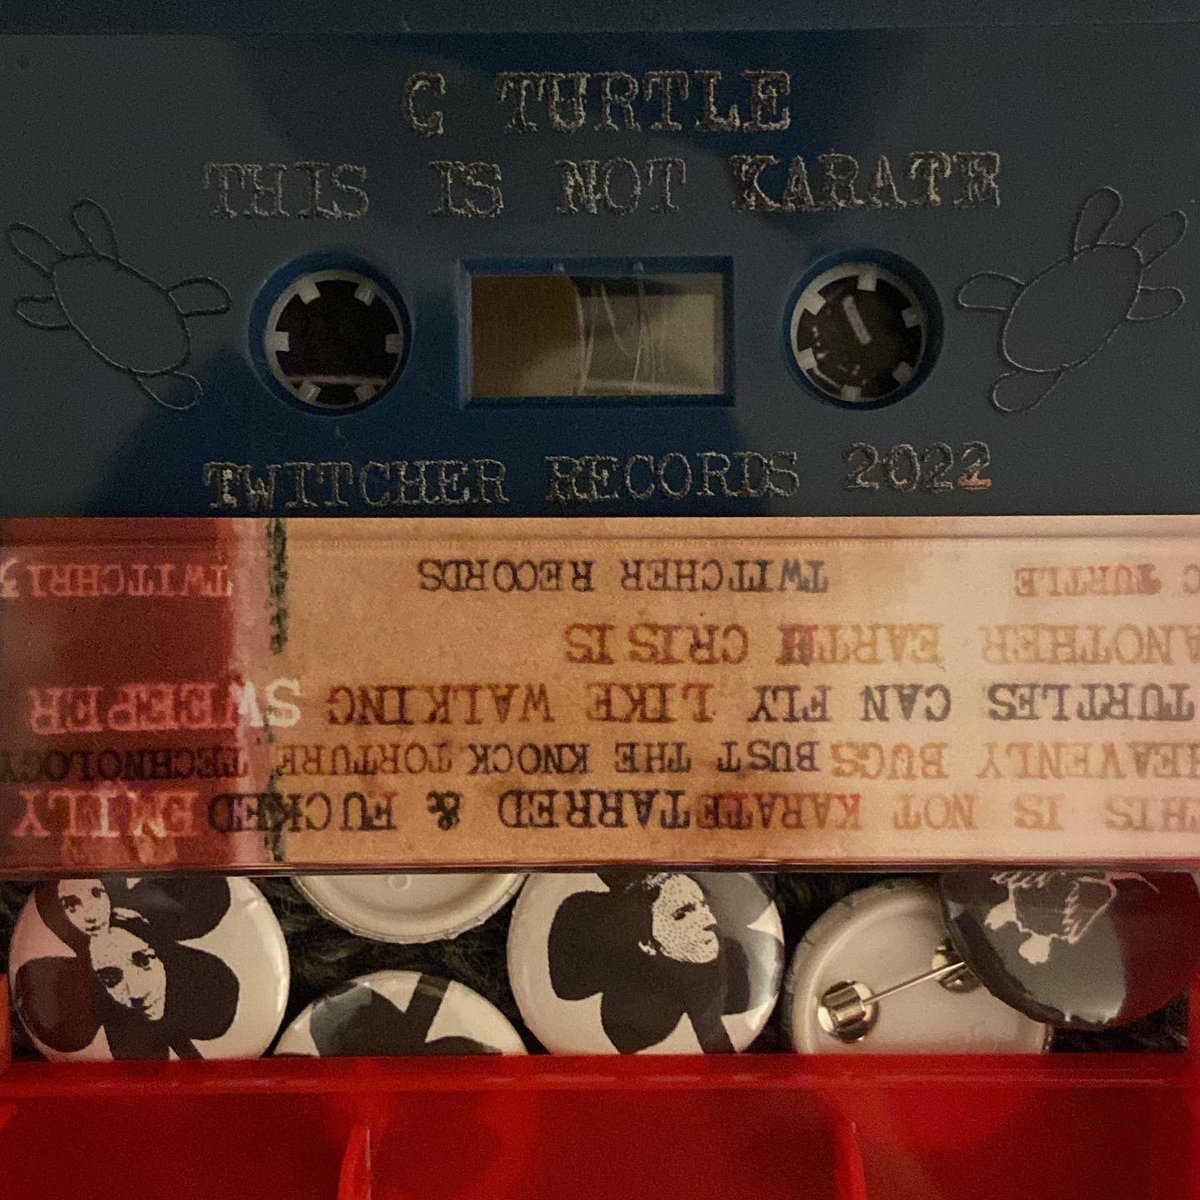 C TURTLE
THIS IS NOT KARATE
TWITCHER RECORDS 2022
THIS IS NOT KARATE TARRED & FUCKED EMILY
HEAVENLY BUGS BUST THE KNOCK TORTURE TECHNOLOGY
TURTLES CAN FLY LIKE WALKING SWEEPER
ANOTHER EARTH CRISIS
C TURTLE TWITCHER RECORDS